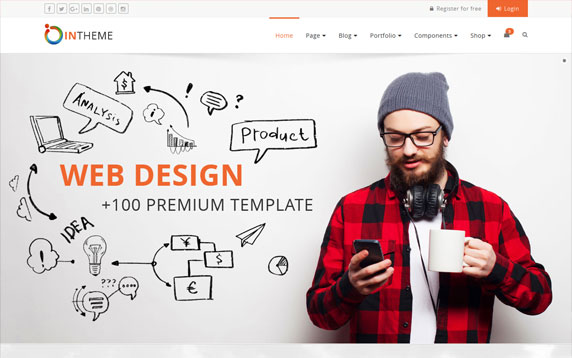 Register for free
Login
INTHEME
Home
Page
Blog
Portfolio
Components
Shop
ANALYSIS
$
!
?
Product
WEB DESIGN
+100 PREMIUM TEMPLATE
IDEA
¥
$
€
???